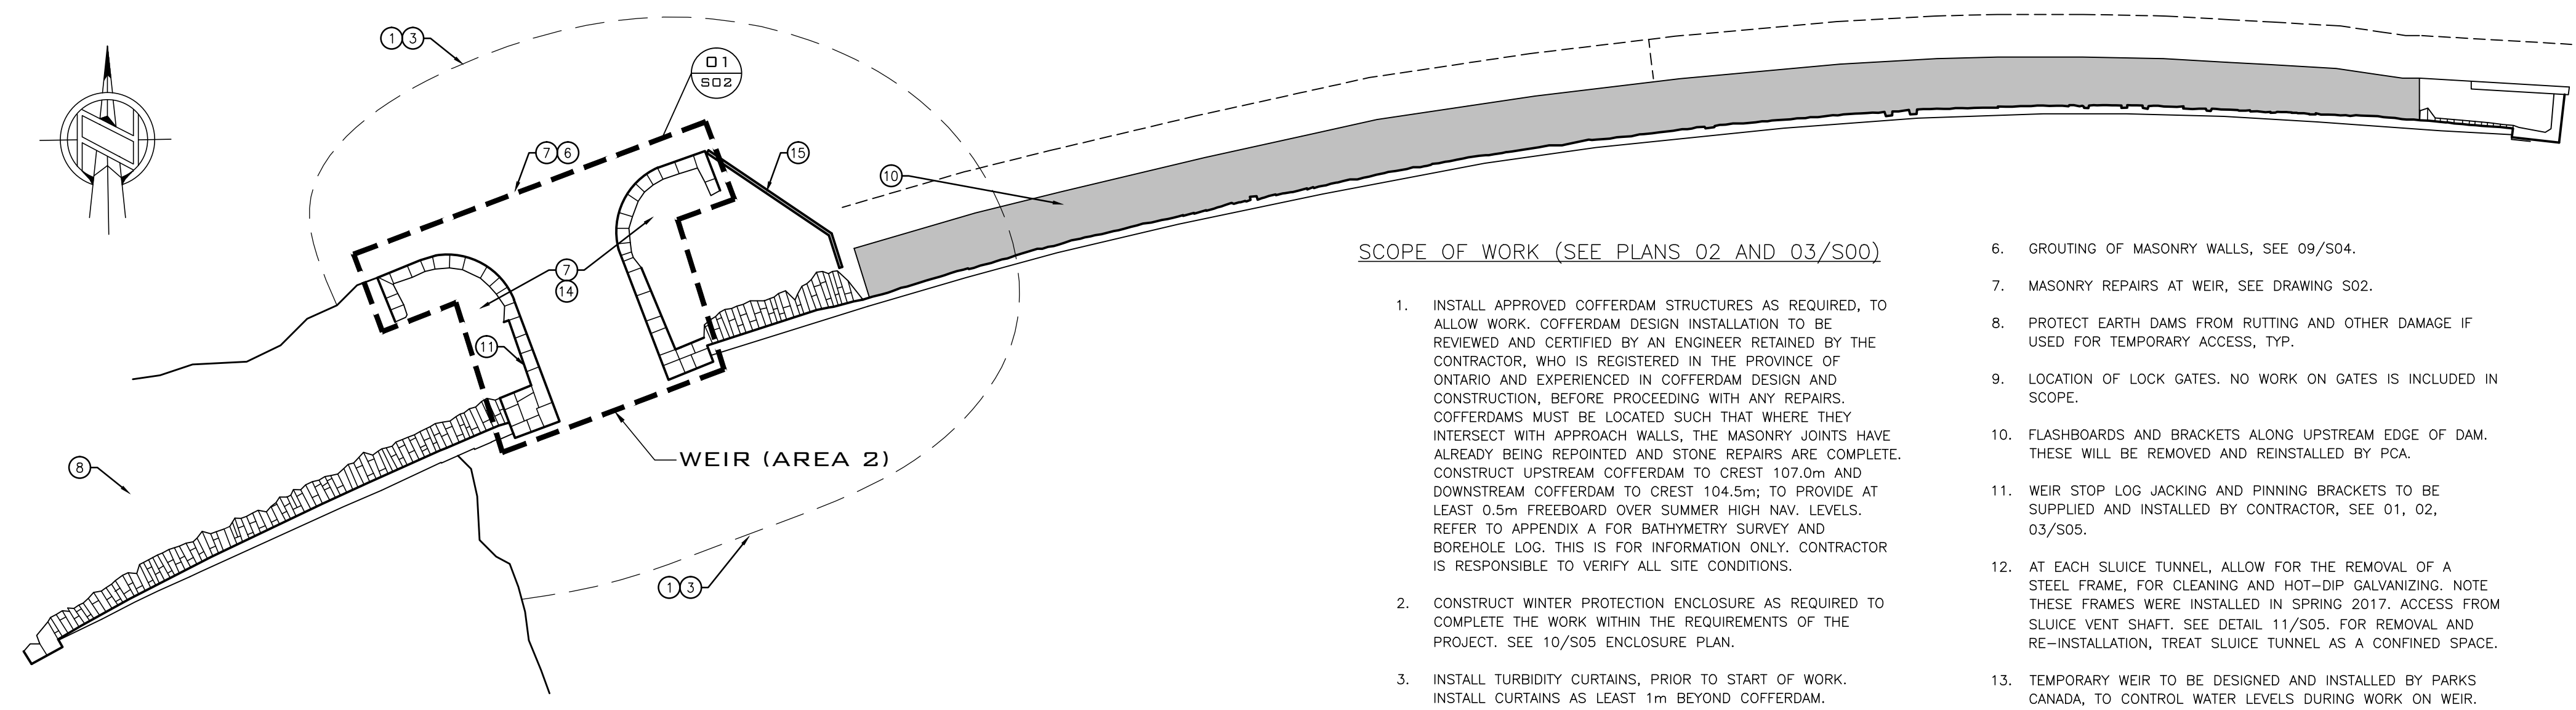 1 3
01
S02
7 6
15
10
7
14
11
8
WEIR (AREA 2)
1 3
SCOPE OF WORK (SEE PLANS 02 AND 03/S00)
1. INSTALL APPROVED COFFERDAM STRUCTURES AS REQUIRED, TO
ALLOW WORK. COFFERDAM DESIGN INSTALLATION TO BE
REVIEWED AND CERTIFIED BY AN ENGINEER RETAINED BY THE
CONTRACTOR, WHO IS REGISTERED IN THE PROVINCE OF
ONTARIO AND EXPERIENCED IN COFFERDAM DESIGN AND
CONSTRUCTION, BEFORE PROCEEDING WITH ANY REPAIRS.
COFFERDAMS MUST BE LOCATED SUCH THAT WHERE THEY
INTERSECT WITH APPROACH WALLS, THE MASONRY JOINTS HAVE
ALREADY BEING REPOINTED AND STONE REPAIRS ARE COMPLETE.
CONSTRUCT UPSTREAM COFFERDAM TO CREST 107.0m AND
DOWNSTREAM COFFERDAM TO CREST 104.5m; TO PROVIDE AT
LEAST 0.5m FREEBOARD OVER SUMMER HIGH NAV. LEVELS.
REFER TO APPENDIX A FOR BATHYMETRY SURVEY AND
BOREHOLE LOG. THIS IS FOR INFORMATION ONLY. CONTRACTOR
IS RESPONSIBLE TO VERIFY ALL SITE CONDITIONS.
2. CONSTRUCT WINTER PROTECTION ENCLOSURE AS REQUIRED TO
COMPLETE THE WORK WITHIN THE REQUIREMENTS OF THE
PROJECT. SEE 10/S05 ENCLOSURE PLAN.
3. INSTALL TURBIDITY CURTAINS, PRIOR TO START OF WORK.
INSTALL CURTAINS AS LEAST 1m BEYOND COFFERDAM.
6. GROUTING OF MASONRY WALLS, SEE 09/S04.
7. MASONRY REPAIRS AT WEIR, SEE DRAWING S02.
8. PROTECT EARTH DAMS FROM RUTTING AND OTHER DAMAGE IF
USED FOR TEMPORARY ACCESS, TYP.
9. LOCATION OF LOCK GATES. NO WORK ON GATES IS INCLUDED IN
SCOPE.
10. FLASHBOARDS AND BRACKETS ALONG UPSTREAM EDGE OF DAM.
THESE WILL BE REMOVED AND REINSTALLED BY PCA.
11. WEIR STOP LOG JACKING AND PINNING BRACKETS TO BE
SUPPLIED AND INSTALLED BY CONTRACTOR, SEE 01, 02,
03/S05.
12. AT EACH SLUICE TUNNEL, ALLOW FOR THE REMOVAL OF A
STEEL FRAME, FOR CLEANING AND HOT-DIP GALVANIZING. NOTE
THESE FRAMES WERE INSTALLED IN SPRING 2017. ACCESS FROM
SLUICE VENT SHAFT. SEE DETAIL 11/S05. FOR REMOVAL AND
RE-INSTALLATION, TREAT SLUICE TUNNEL AS A CONFINED SPACE.
13. TEMPORARY WEIR TO BE DESIGNED AND INSTALLED BY PARKS
CANADA, TO CONTROL WATER LEVELS DURING WORK ON WEIR.